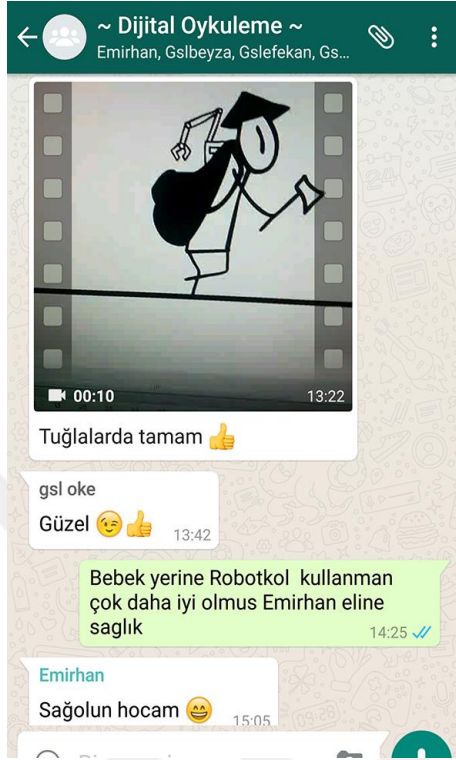 ~ Dijital Oykuleme ~
Emirhan, Gslbeyza, Gslefekan, Gs...
00:10
13:22
Tuğlalarda tamam 👍
gsl oke
Güzel 😉👍
13:42
Bebek yerine Robotkol kullanman
çok daha iyi olmus Emirhan eline
saglık
14:25
Emirhan
Sağolun hocam 😄
15:05